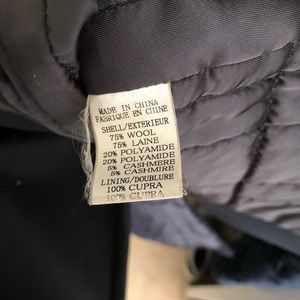 MADE IN CHINA
FABRIQUE EN CHINE
SHELL/EXTERIEUR
75% WOOL
75% LAINE
20% POLYAMIDE
20% POLYAMIDE
5% CASHMERE
5% CASHMIRE
LINING/DOUBLURE
100% CUPRA
100% CUPRA